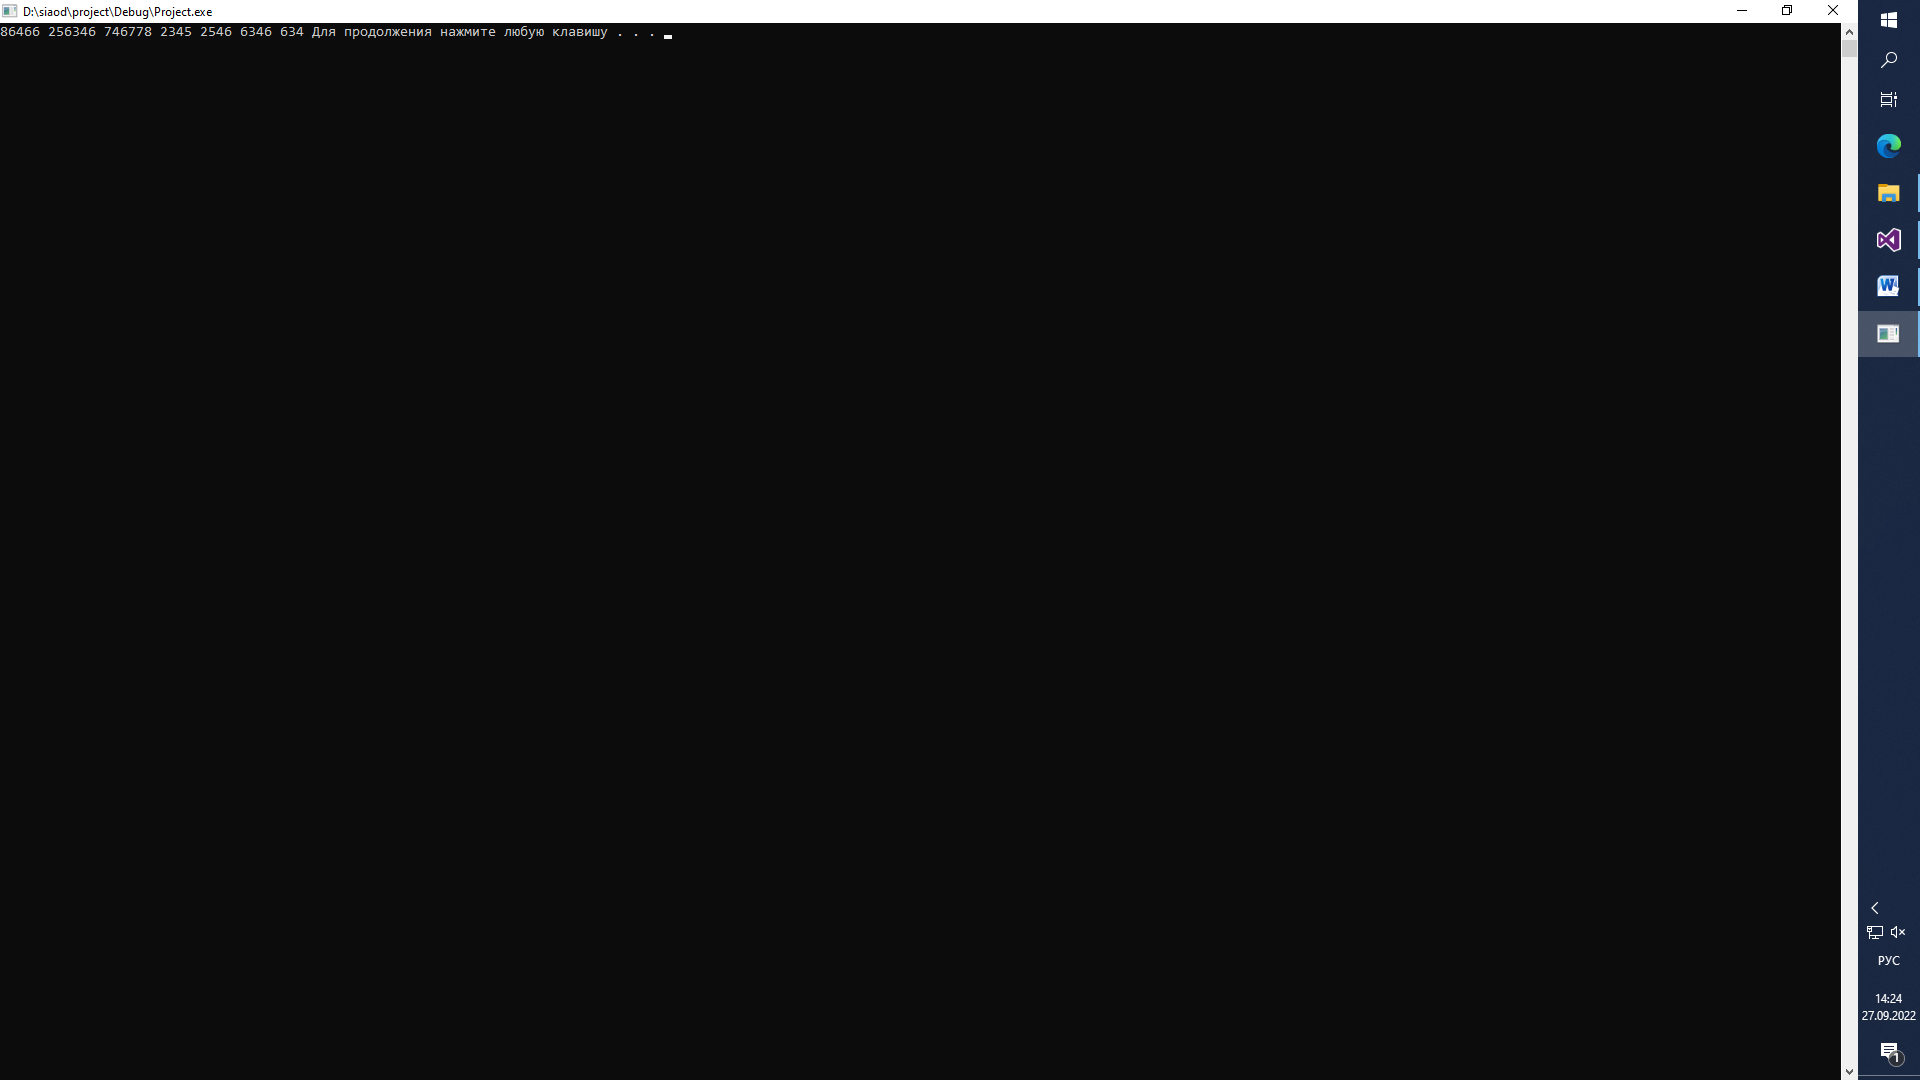 D:\siaod\project\Debug\Project.exe
86466 256346 746778 2345 2546 6346 634 Для продолжения нажмите любую клавишу . . .
РУС
14:24
27.09.2022
1